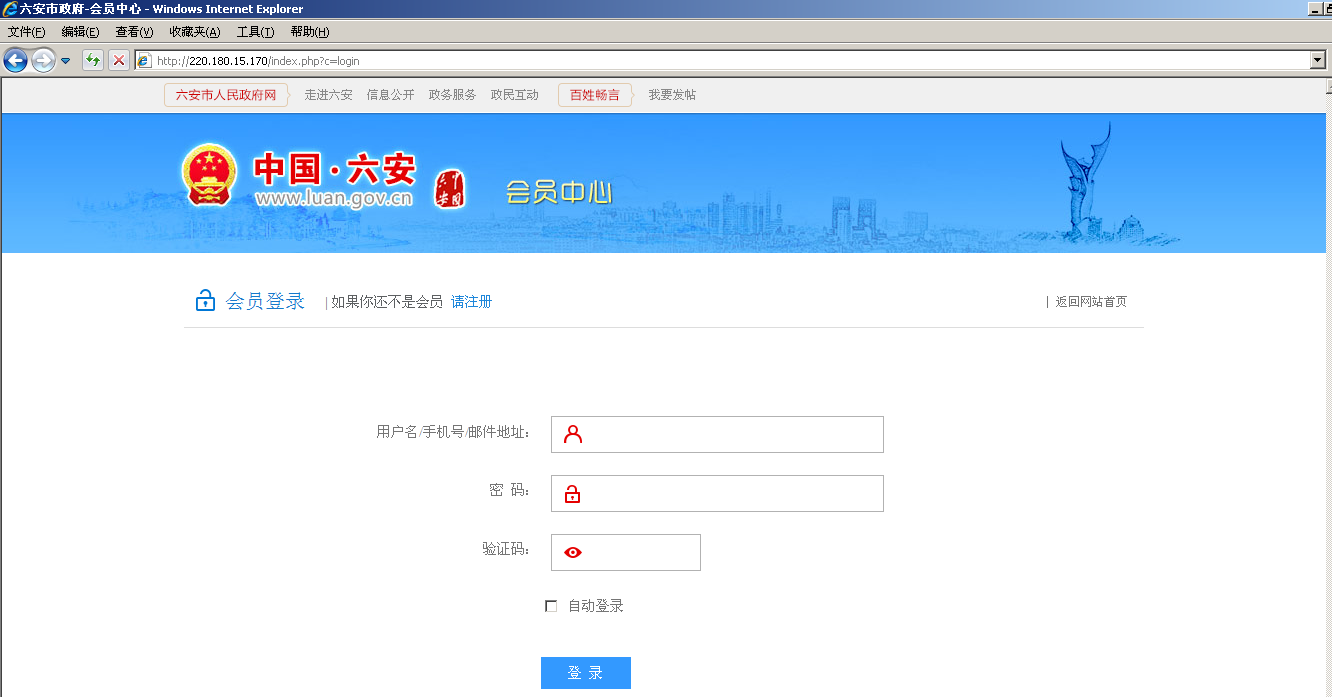 六安市政府-会员中心 - Windows Internet Explorer
文件(F) 编辑(E) 查看(V) 收藏夹(A) 工具(T) 帮助(H)
http://220.180.15.170/index.php?c=login
六安市人民政府网 走进六安 信息公开 政务服务 政民互动 百姓畅言 我要发帖
中国·六安
www.luan.gov.cn
会员中心
会员登录 | 如果你还不是会员 请注册 | 返回网站首页
用户名/手机号/邮件地址:
密 码:
验证码:
自动登录
登 录